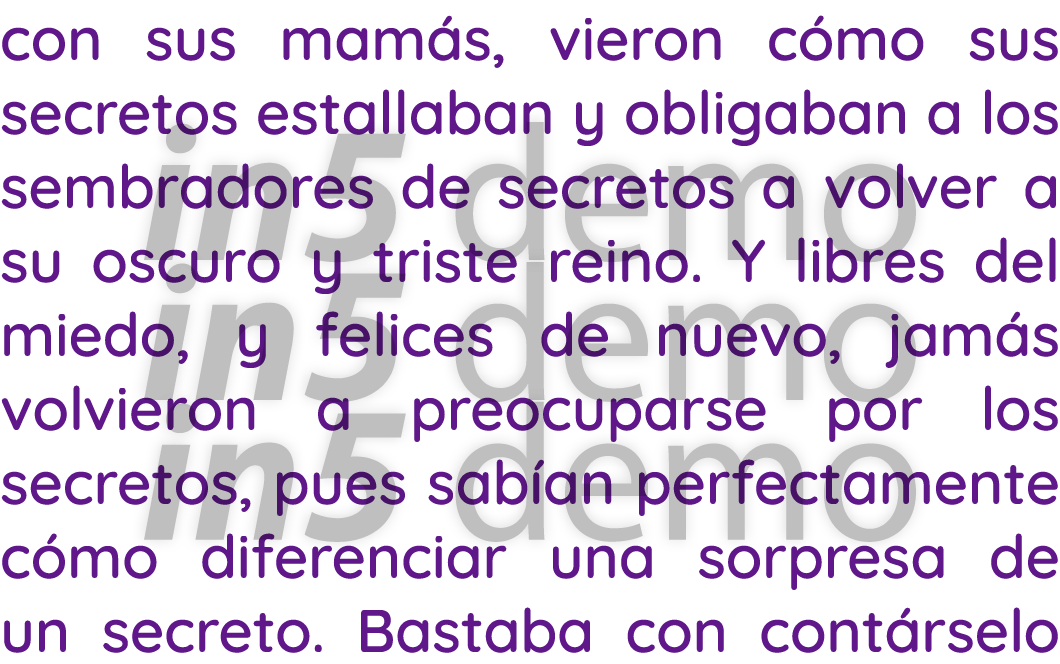 con sus mamás, vieron cómo sus
secretos estallaban y obligaban a los
sembradores de secretos a volver a
su oscuro y triste reino. Y libres del
miedo, y felices de nuevo, jamás
volvieron a preocuparse por los
secretos, pues sabían perfectamente
cómo diferenciar una sorpresa de
un secreto. Bastaba con contárselo
in5 demo
in5 demo
in5 demo